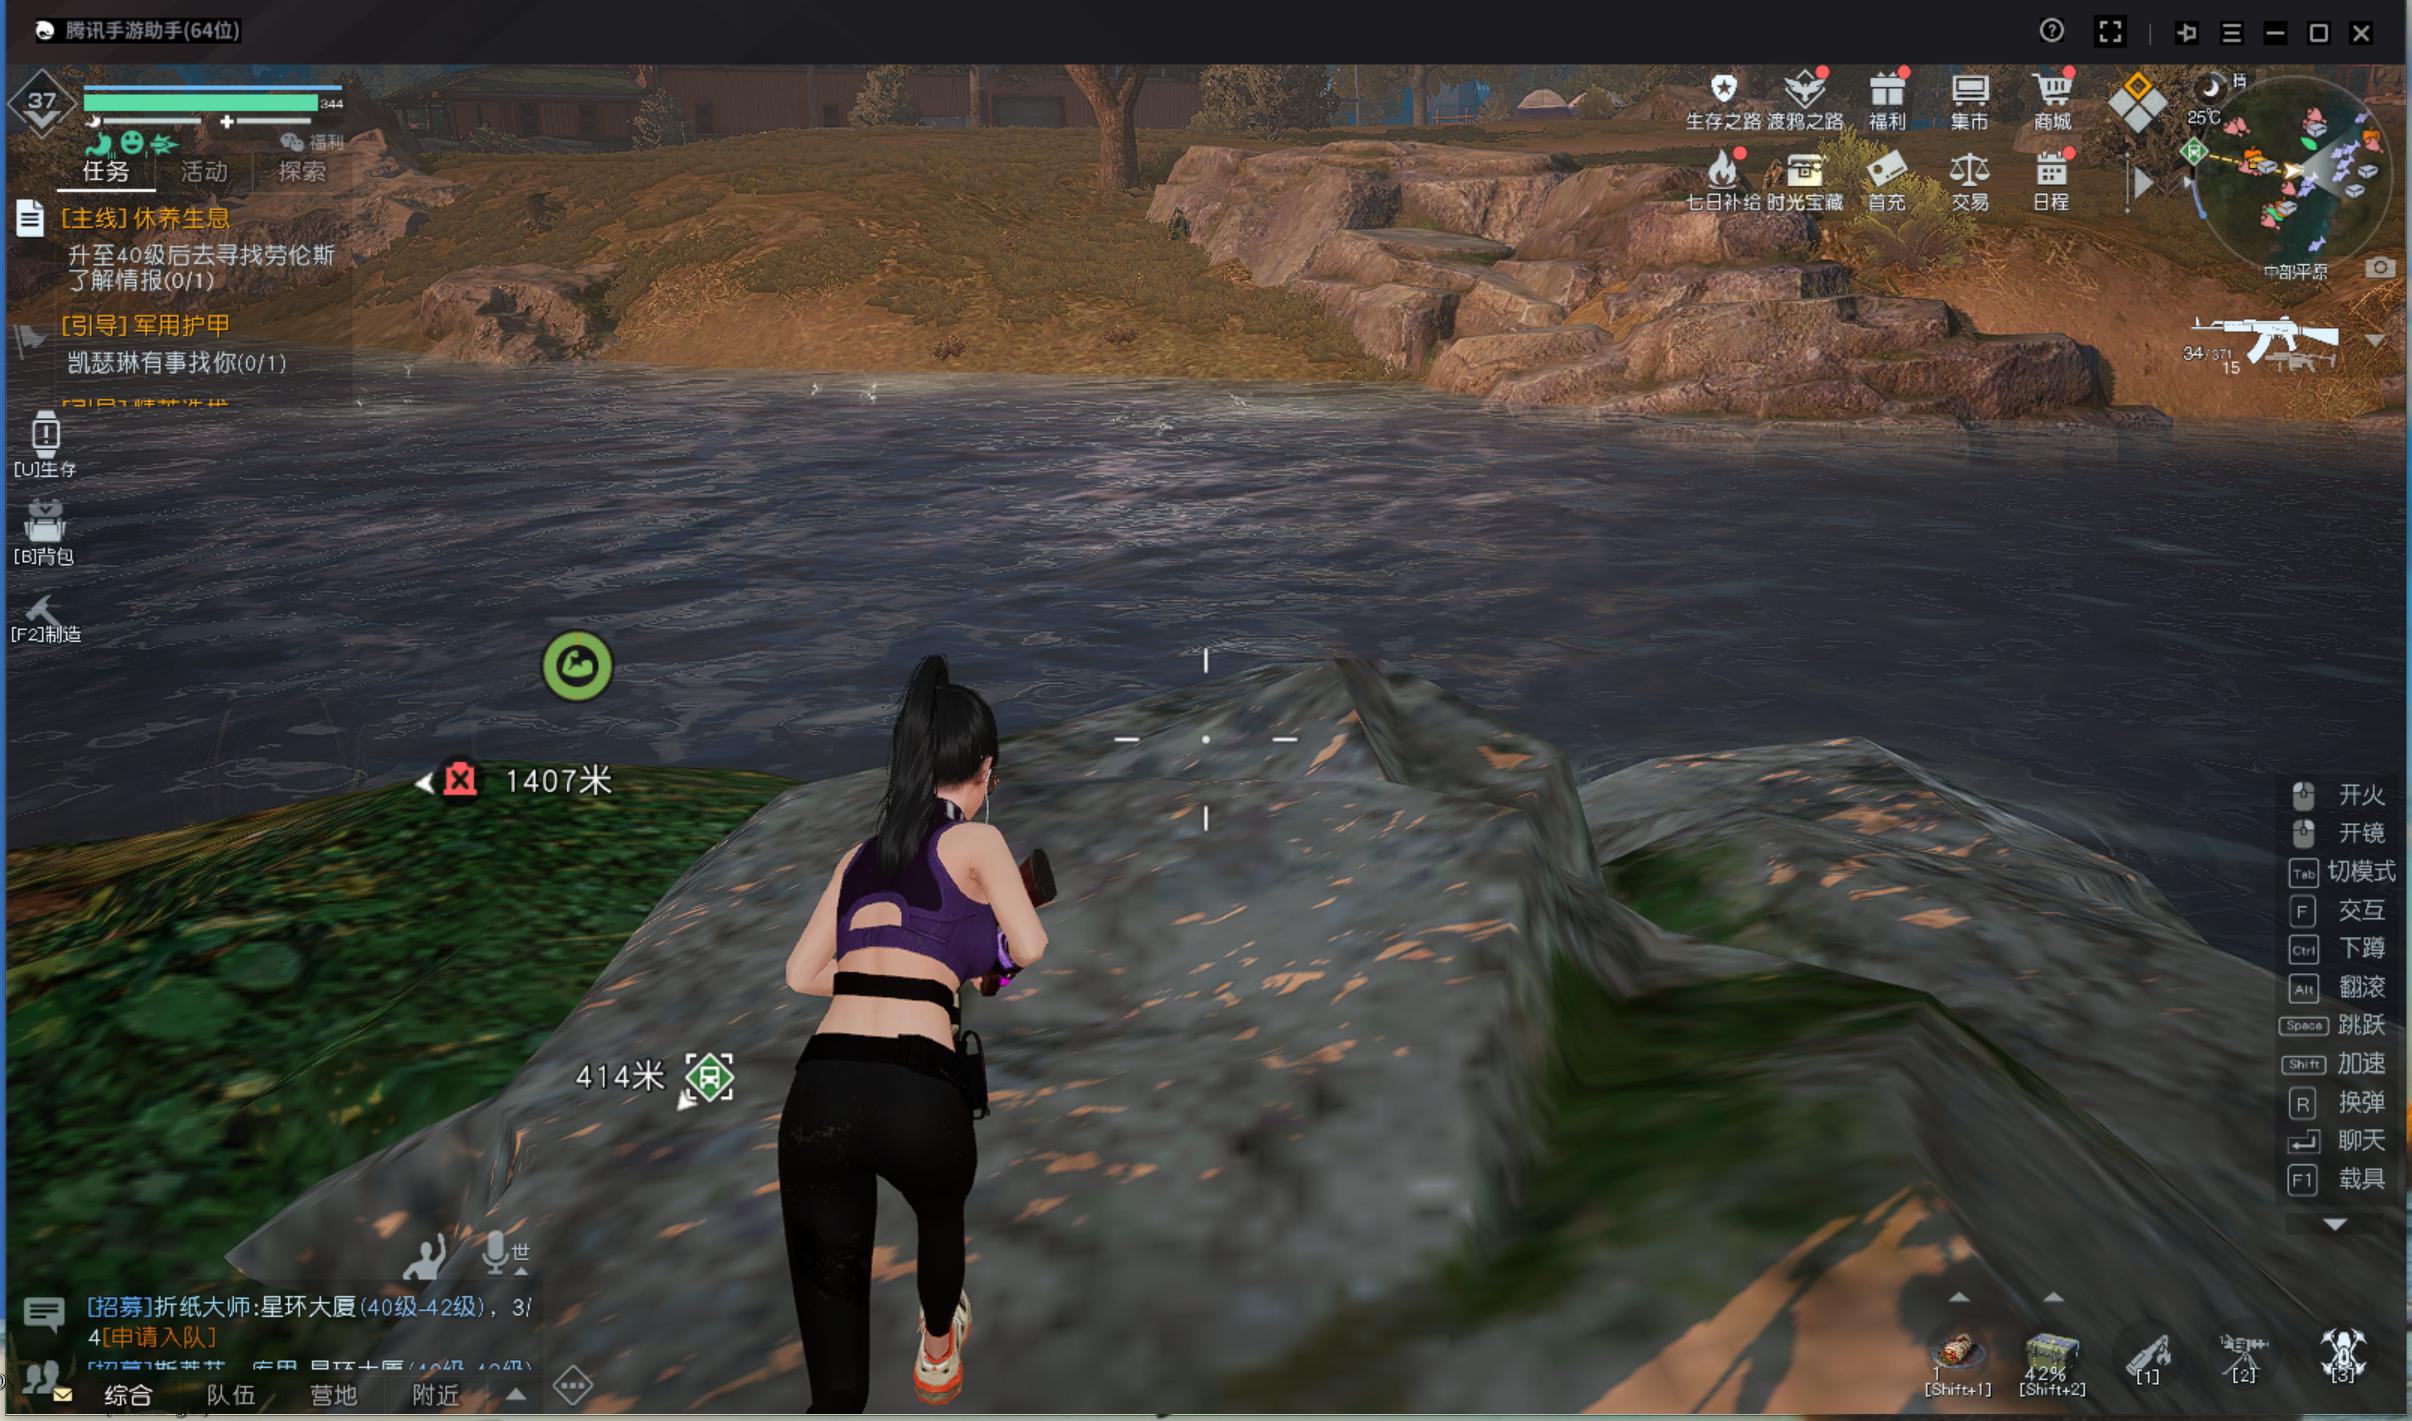 腾讯手游助手(64位)
37
344
福利
任务
活动
探索
[主线]休养生息
升至40级后去寻找劳伦斯
了解情报(0/1)
[引导]军用护甲
凯瑟琳有事找你(0/1)
[U]生存
[B]背包
[F2]制造
生存之路
渡鸦之路
福利
集市
商城
七日补给
时光宝藏
首充
交易
日程
晴
25℃
中部平原
34/371
15
1407米
414米
开火
开镜
Tab 切模式
F 交互
Ctrl 下蹲
Alt 翻滚
Space 跳跃
Shift 加速
R 换弹
聊天
F1 载具
世
[招募]折纸大师:星环大厦(40级-42级), 3/
4[申请入队]
综合
队伍
营地
附近
1
[Shift+1]
42%
[Shift+2]
[1]
[2]
[3]